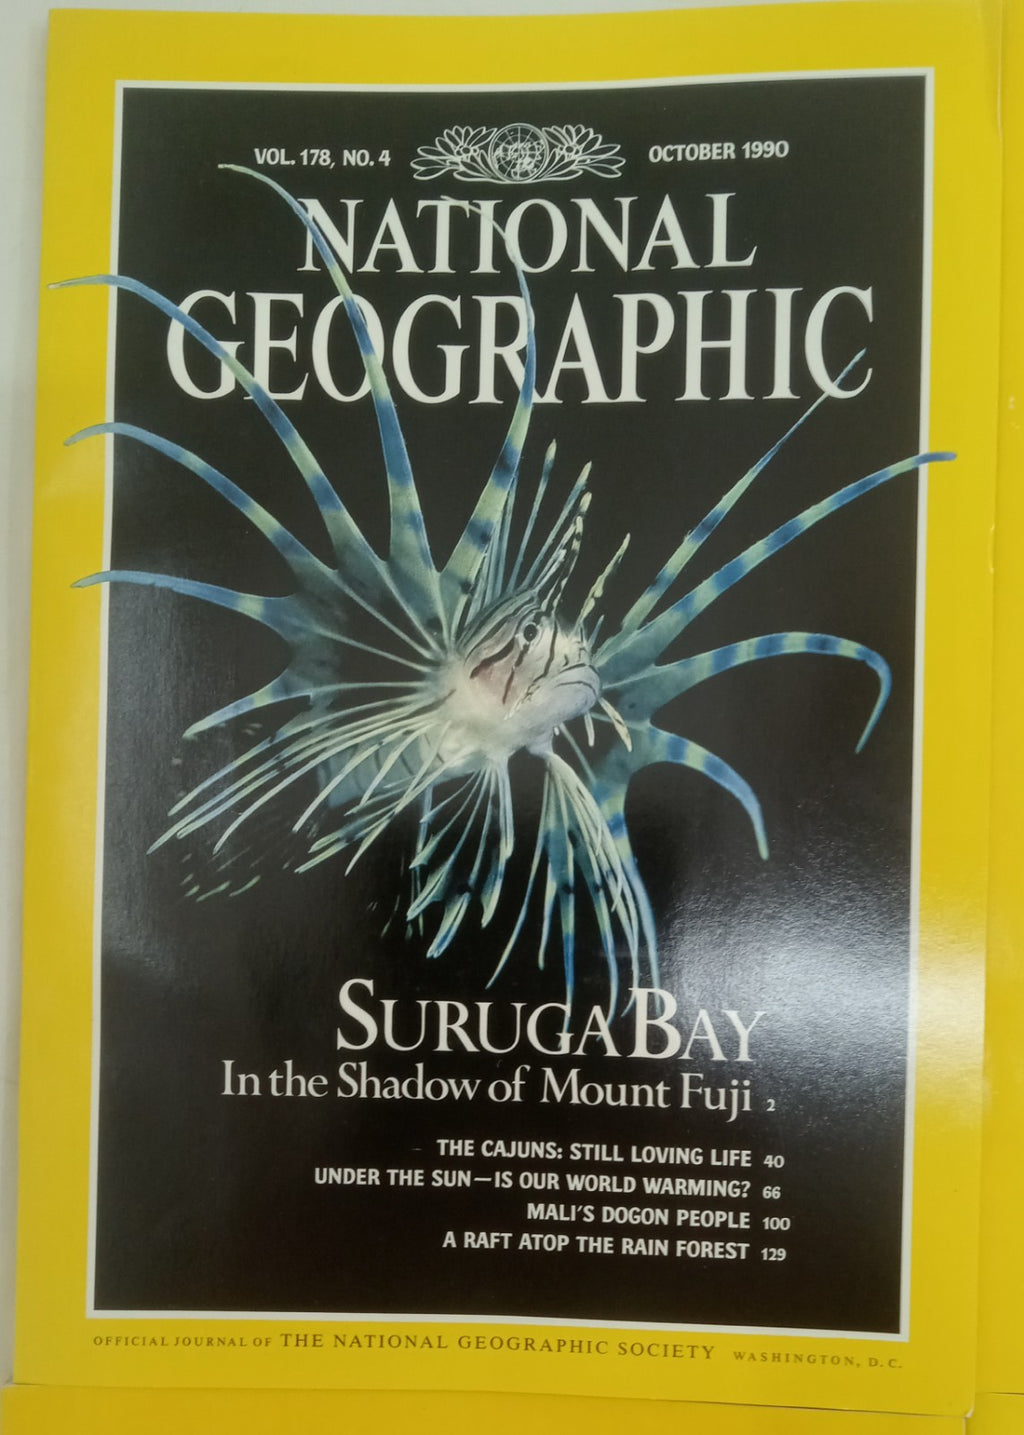 VOL. 178, NO. 4
OCTOBER 1990
NATIONAL
GEOGRAPHIC
SURUGA BAY
In the Shadow of Mount Fuji 2
THE CAJUNS: STILL LOVING LIFE 40
UNDER THE SUN—IS OUR WORLD WARMING? 66
MALI'S DOGON PEOPLE 100
A RAFT ATOP THE RAIN FOREST 129
OFFICIAL JOURNAL OF THE NATIONAL GEOGRAPHIC SOCIETY WASHINGTON, D.C.